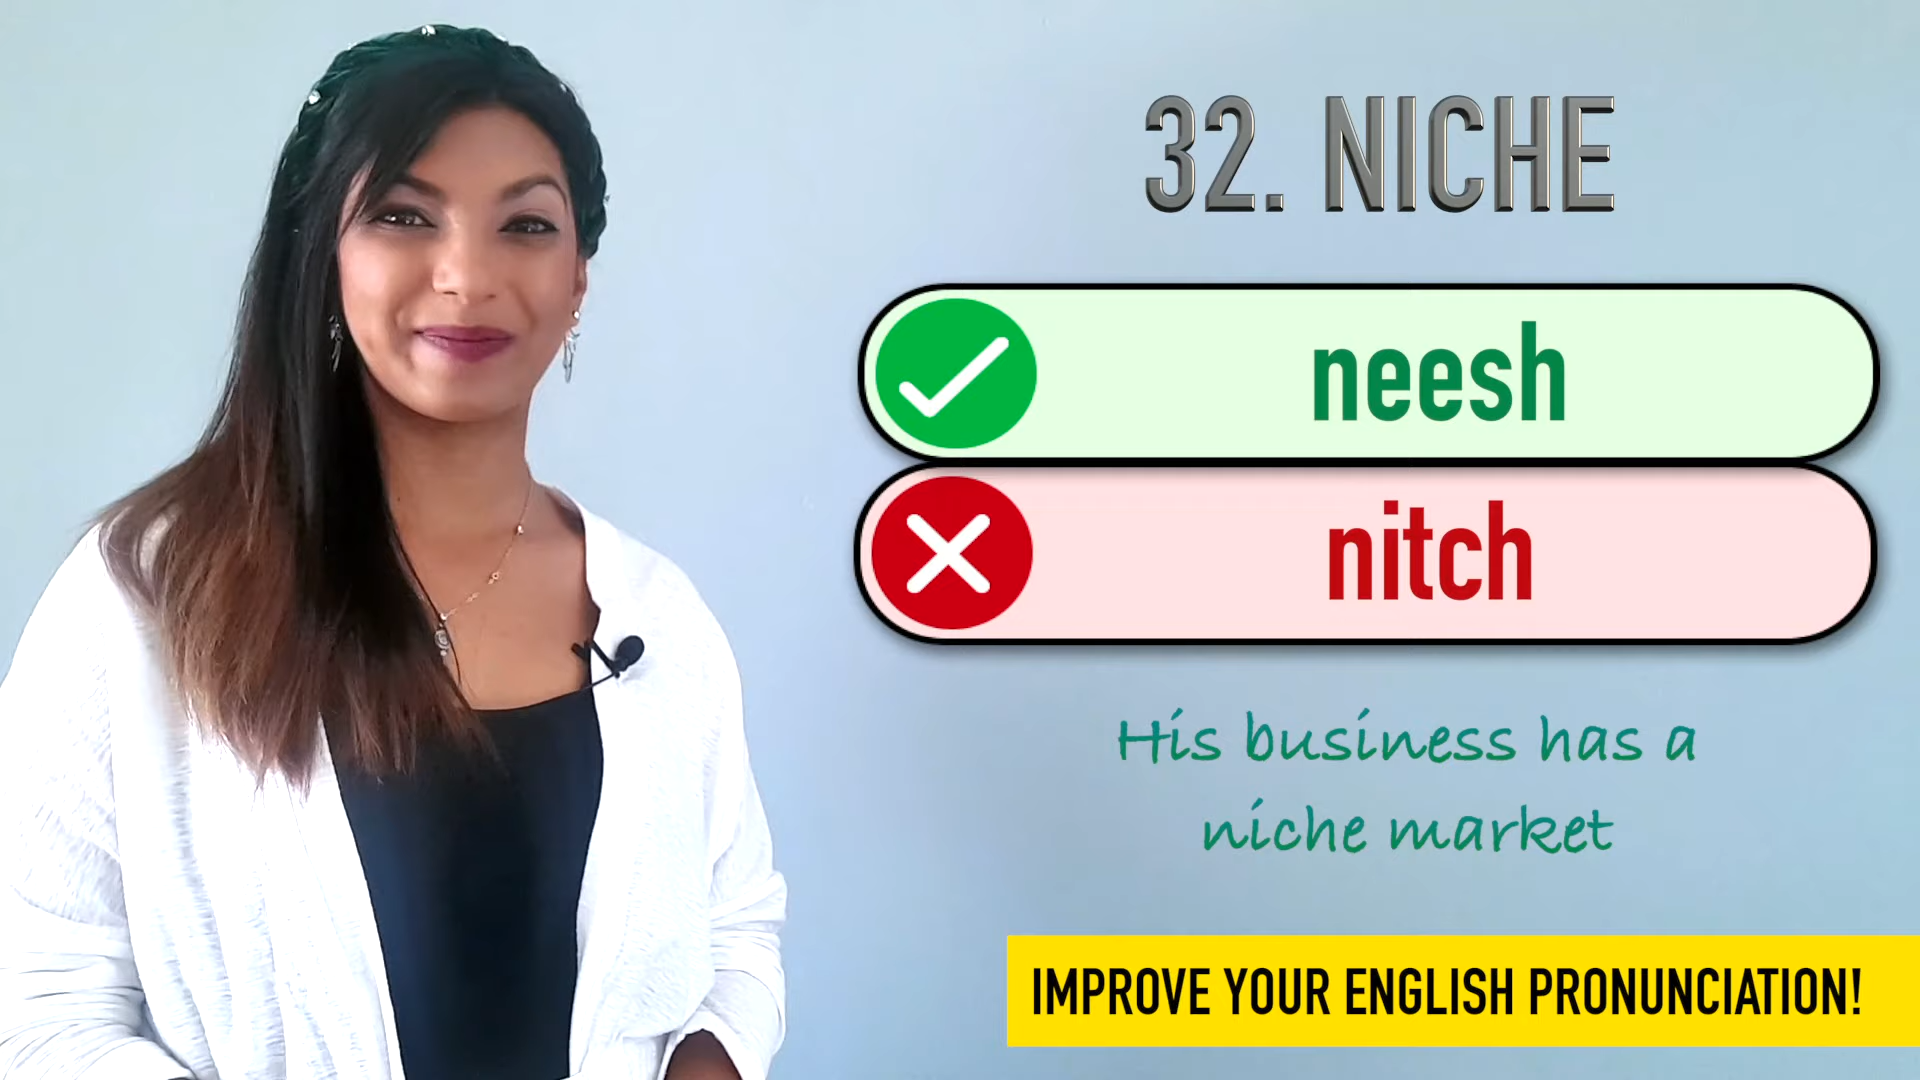 32. NICHE
neesh
nitch
His business has a
niche market
IMPROVE YOUR ENGLISH PRONUNCIATION!